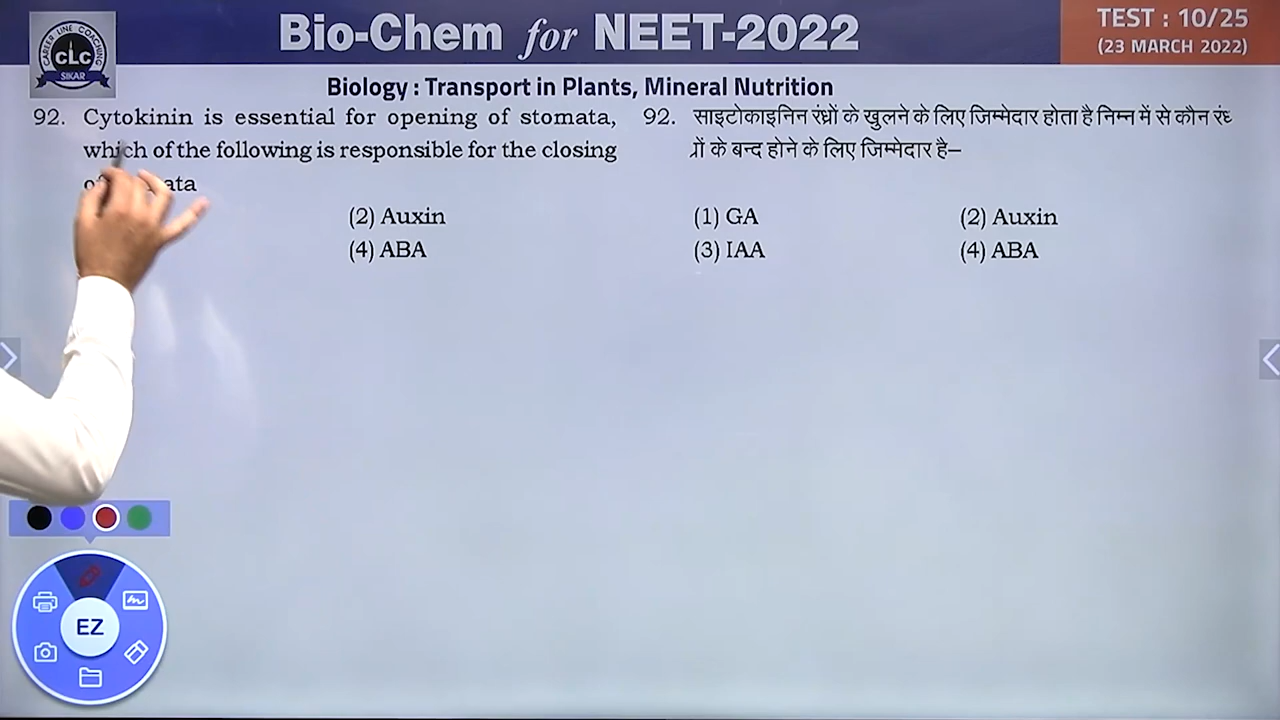 CAREER LINE COACHING
CLC
SIKAR
Bio-Chem for NEET-2022
TEST : 10/25
(23 MARCH 2022)
Biology : Transport in Plants, Mineral Nutrition
92. Cytokinin is essential for opening of stomata,
which of the following is responsible for the closing
(2) Auxin
(4) ABA
92. साइटोकाइनिन रंध्रों के खुलने के लिए जिम्मेदार होता है निम्न में से कौन रंध
्रों के बन्द होने के लिए जिम्मेदार है–
(1) GA (2) Auxin
(3) IAA (4) ABA
EZ